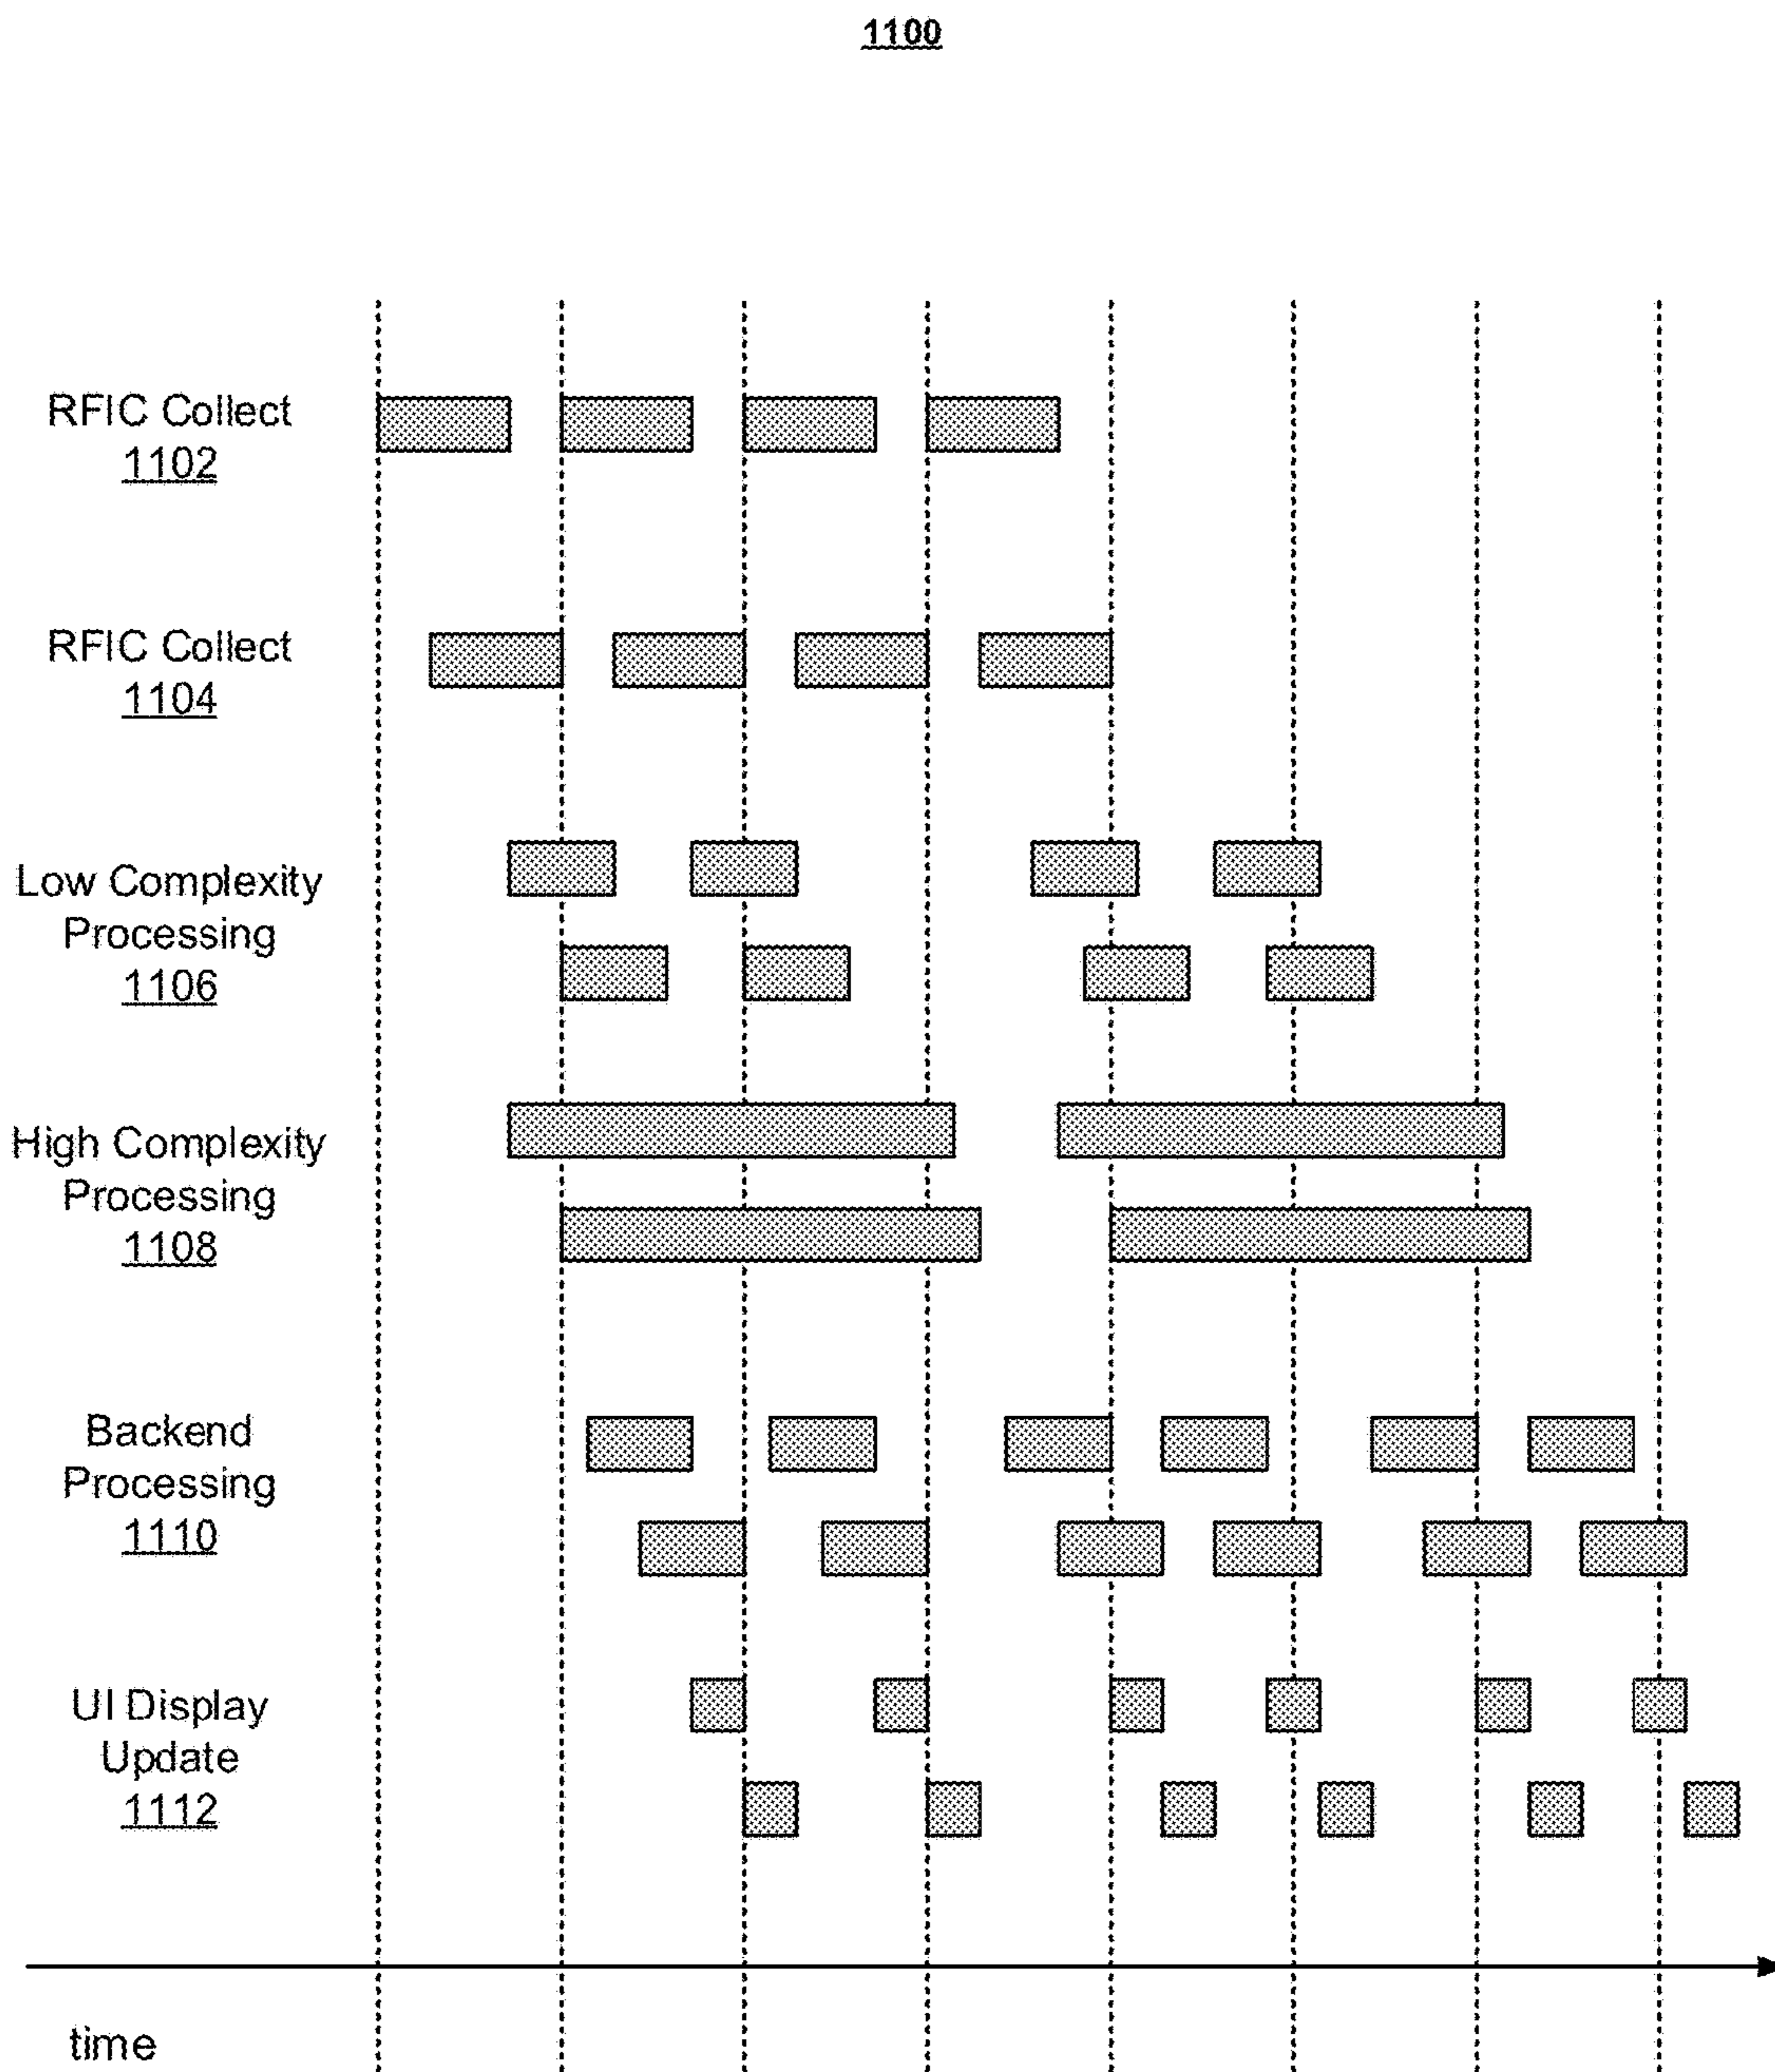 1100
RFIC Collect
1102
RFIC Collect
1104
Low Complexity
Processing
1106
High Complexity
Processing
1108
Backend
Processing
1110
UI Display
Update
1112
time